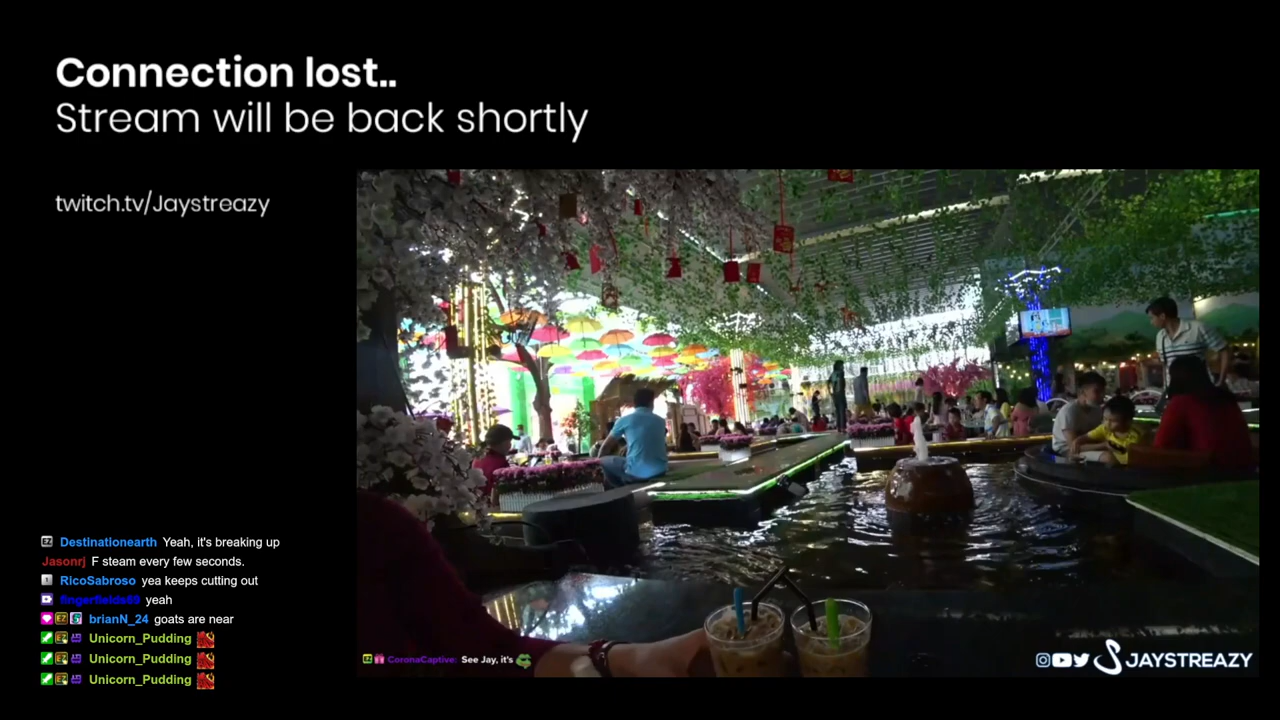 Connection lost..
Stream will be back shortly
twitch.tv/Jaystreazy
Destinationearth Yeah, it's breaking up
Jasonrj F steam every few seconds.
RicoSabroso yea keeps cutting out
fingerfields69 yeah
brianN_24 goats are near
Unicorn_Pudding
Unicorn_Pudding
Unicorn_Pudding
CoronaCaptive: See Jay, it's
JAYSTREAZY